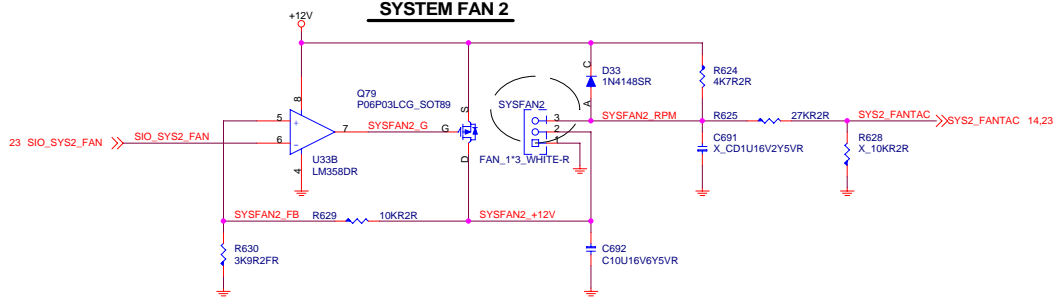 SYSTEM FAN 2
+12V
Q79
P06P03LCG_SOT89
D33
1N4148SR
C
A
R624
4K7R2R
S
G
D
SYSFAN2
3
2
1
FAN_1*3_WHITE-R
SYSFAN2_RPM
R625
27KR2R
SYS2_FANTAC
SYS2_FANTAC 14,23
C691
X_CD1U16V2Y5VR
R628
X_10KR2R
23 SIO_SYS2_FAN
SIO_SYS2_FAN
8
5
+
6
-
7
4
SYSFAN2_G
U33B
LM358DR
SYSFAN2_FB
R629
10KR2R
SYSFAN2_+12V
R630
3K9R2FR
C692
C10U16V6Y5VR